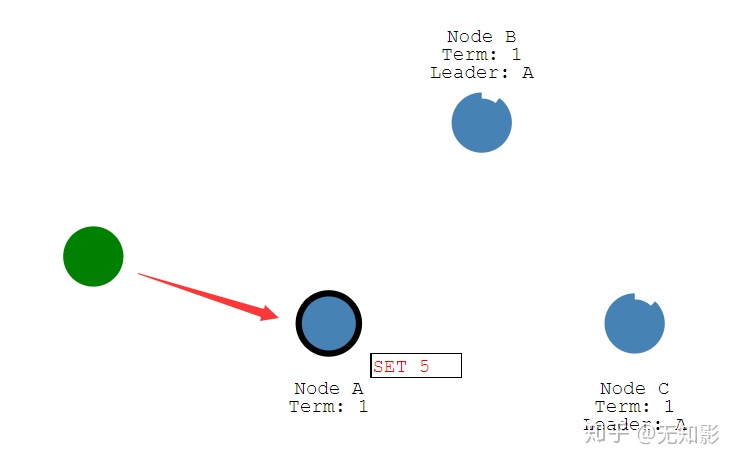 Node B
Term: 1
Leader: A
SET 5
Node A
Term: 1
Node C
Term: 1
Leader: A
知乎 @无知影